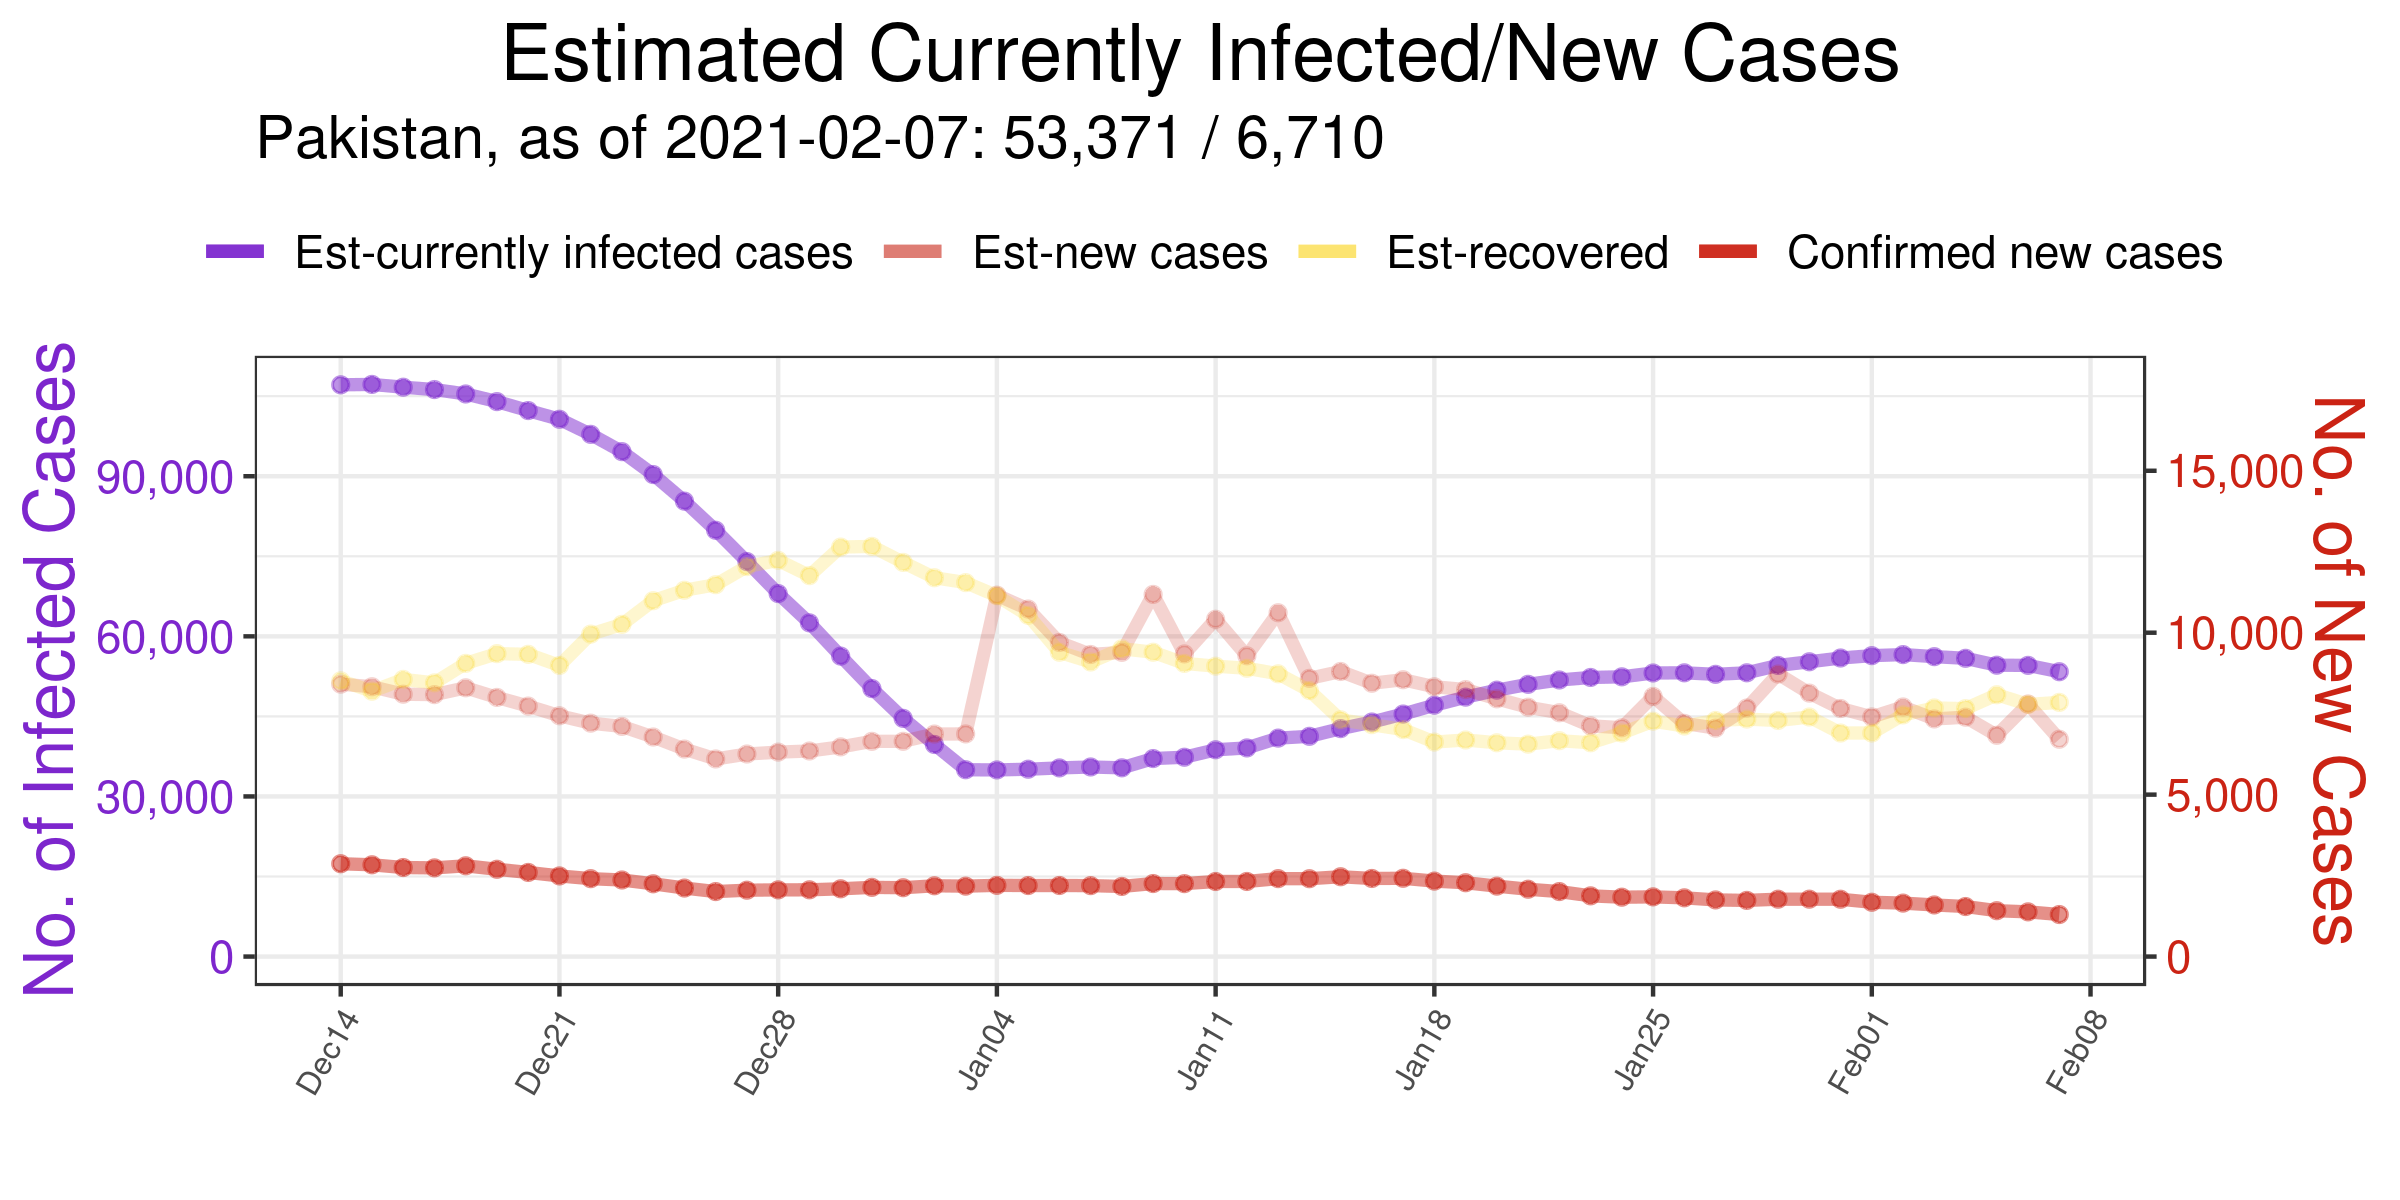 Estimated Currently Infected/New Cases
Pakistan, as of 2021-02-07: 53,371 / 6,710
Est-currently infected cases Est-new cases Est-recovered Confirmed new cases
No. of Infected Cases
90,000
60,000
30,000
0
15,000
10,000
5,000
0
No. of New Cases
Dec14 Dec21 Dec28 Jan04 Jan11 Jan18 Jan25 Feb01 Feb08